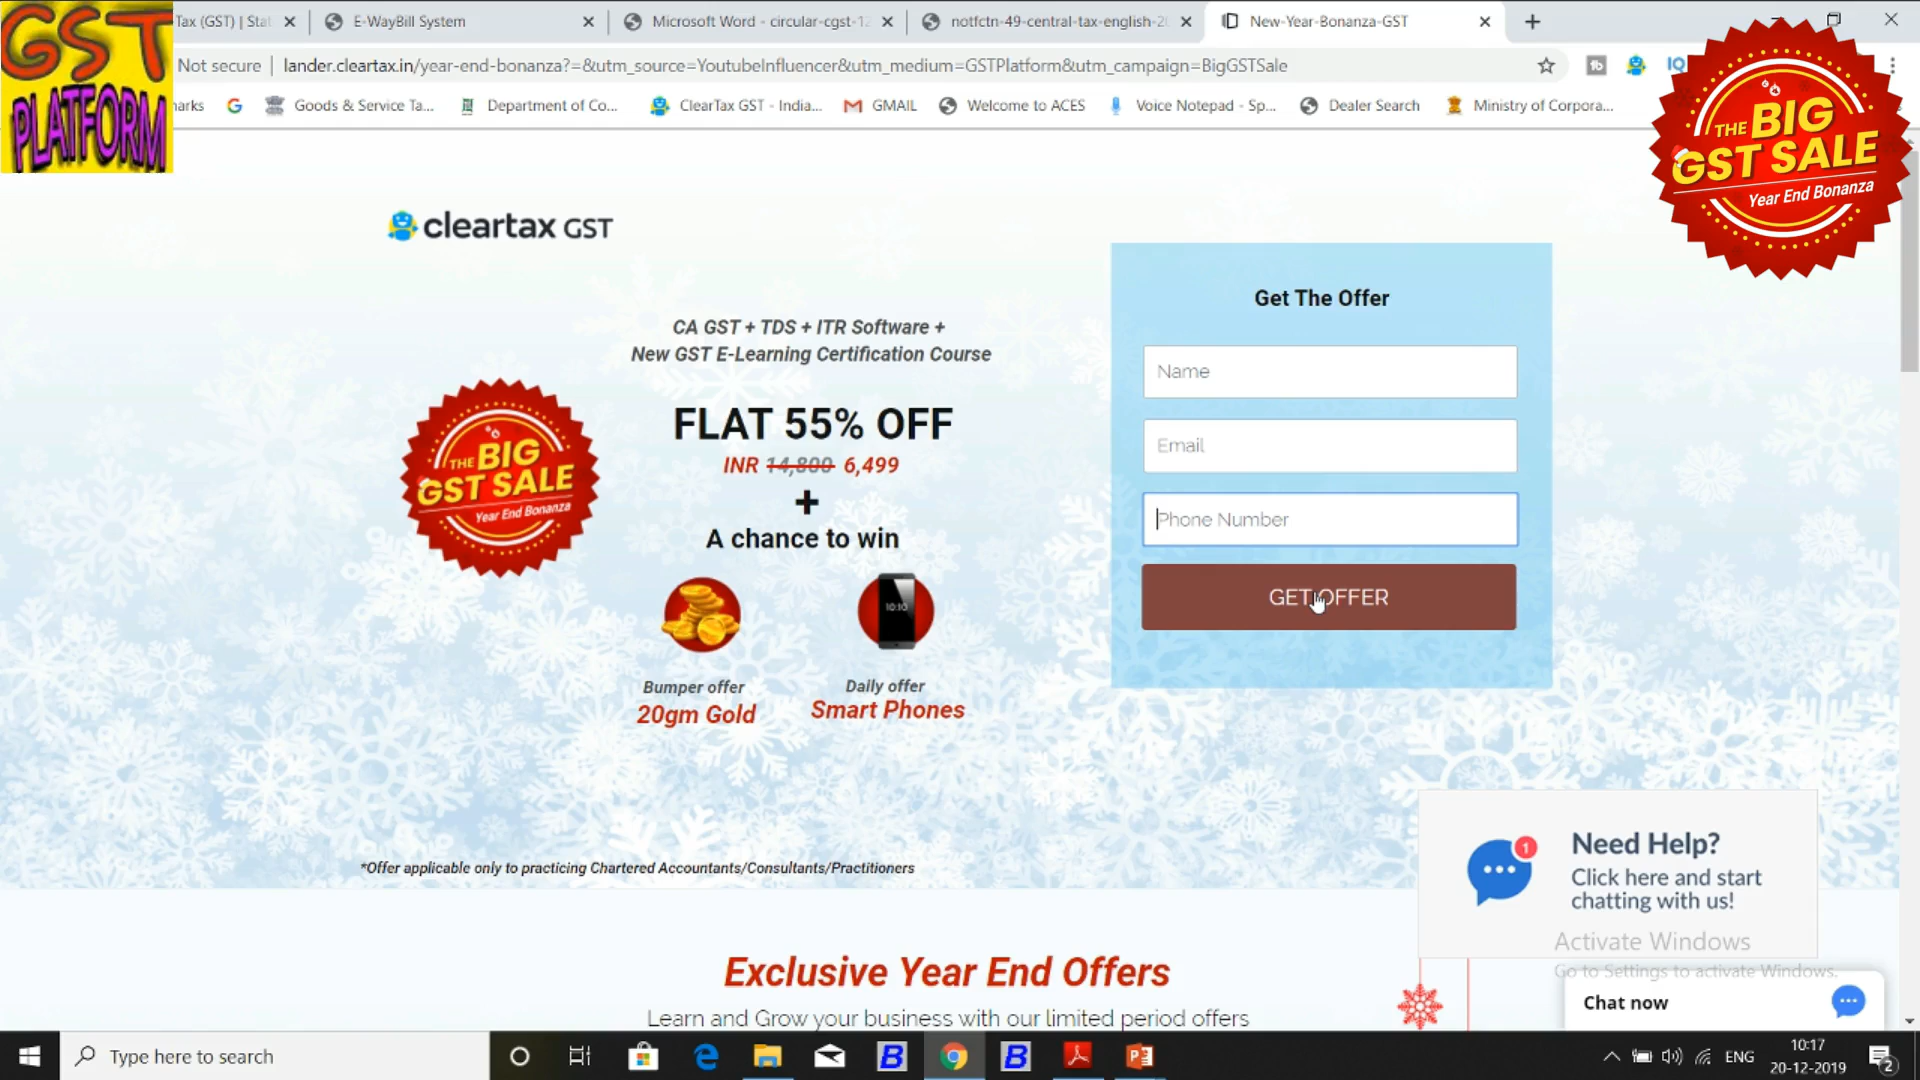 GST
PLATFORM
Tax (GST) | Stat
E-WayBill System
Microsoft Word - circular-cgst-12
notfctn-49-central-tax-english-20
New-Year-Bonanza-GST
Not secure
lander.cleartax.in/year-end-bonanza?=&utm_source=YoutubeInfluencer&utm_medium=GSTPlatform&utm_campaign=BigGSTSale
IQ
arks
Goods & Service Ta...
Department of Co...
ClearTax GST - India...
GMAIL
Welcome to ACES
Voice Notepad - Sp...
Dealer Search
Ministry of Corpora...
THE BIG
GST SALE
Year End Bonanza
cleartax GST
CA GST + TDS + ITR Software +
New GST E-Learning Certification Course
THE BIG
GST SALE
Year End Bonanza
FLAT 55% OFF
INR 14,800 6,499
+
A chance to win
10:10
Bumper offer
20gm Gold
Daily offer
Smart Phones
Get The Offer
Name
Email
Phone Number
GET OFFER
*Offer applicable only to practicing Chartered Accountants/Consultants/Practitioners
1
Need Help?
Click here and start
chatting with us!
Activate Windows
Go to Settings to activate Windows.
Exclusive Year End Offers
Learn and Grow your business with our limited period offers
Chat now
Type here to search
B
B
ENG
10:17
20-12-2019
2